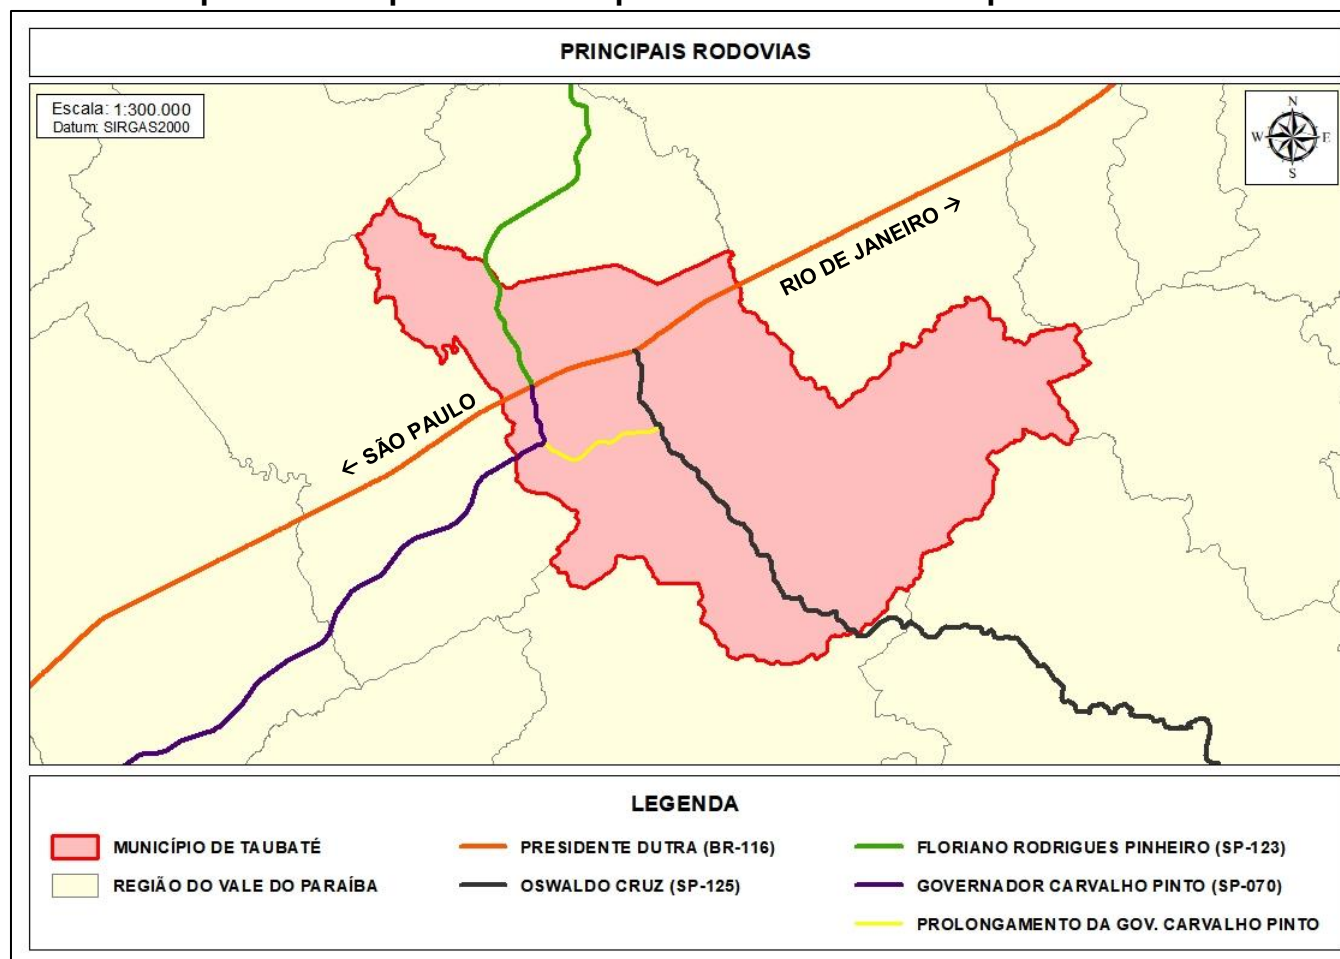 PRINCIPAIS RODOVIAS
Escala: 1:300.000
Datum: SIRGAS2000
N
W E
S
RIO DE JANEIRO →
← SÃO PAULO
LEGENDA
MUNICÍPIO DE TAUBATÉ
REGIÃO DO VALE DO PARAÍBA
PRESIDENTE DUTRA (BR-116)
OSWALDO CRUZ (SP-125)
FLORIANO RODRIGUES PINHEIRO (SP-123)
GOVERNADOR CARVALHO PINTO (SP-070)
PROLONGAMENTO DA GOV. CARVALHO PINTO